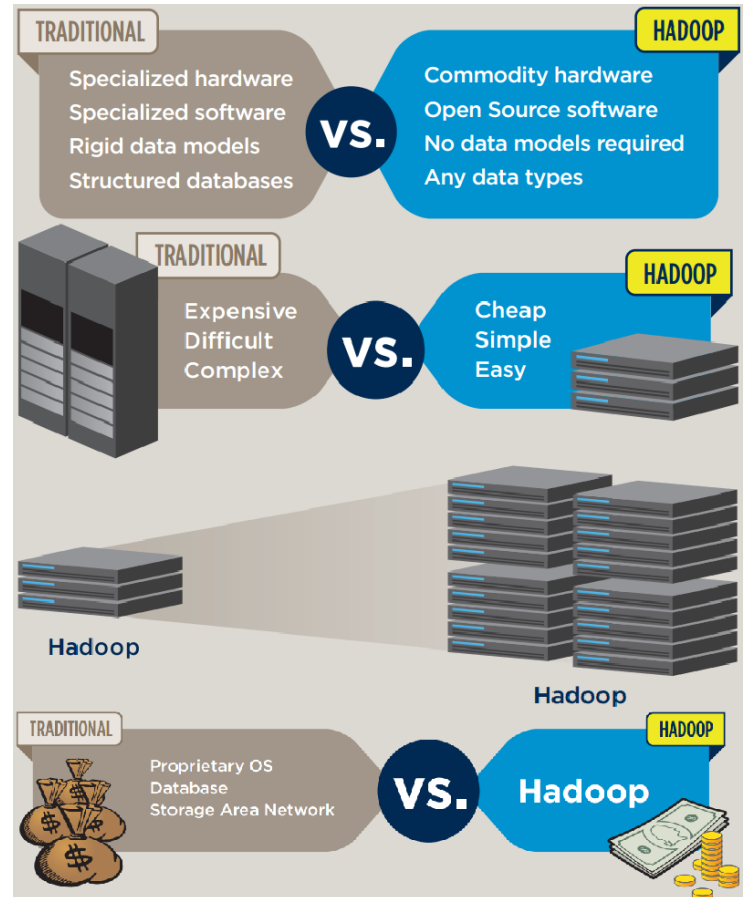 TRADITIONAL
Specialized hardware
Specialized software
Rigid data models
Structured databases
VS.
HADOOP
Commodity hardware
Open Source software
No data models required
Any data types
TRADITIONAL
Expensive
Difficult
Complex
VS.
HADOOP
Cheap
Simple
Easy
Hadoop
Hadoop
TRADITIONAL
Proprietary OS
Database
Storage Area Network
$
$
$
$
VS.
HADOOP
Hadoop